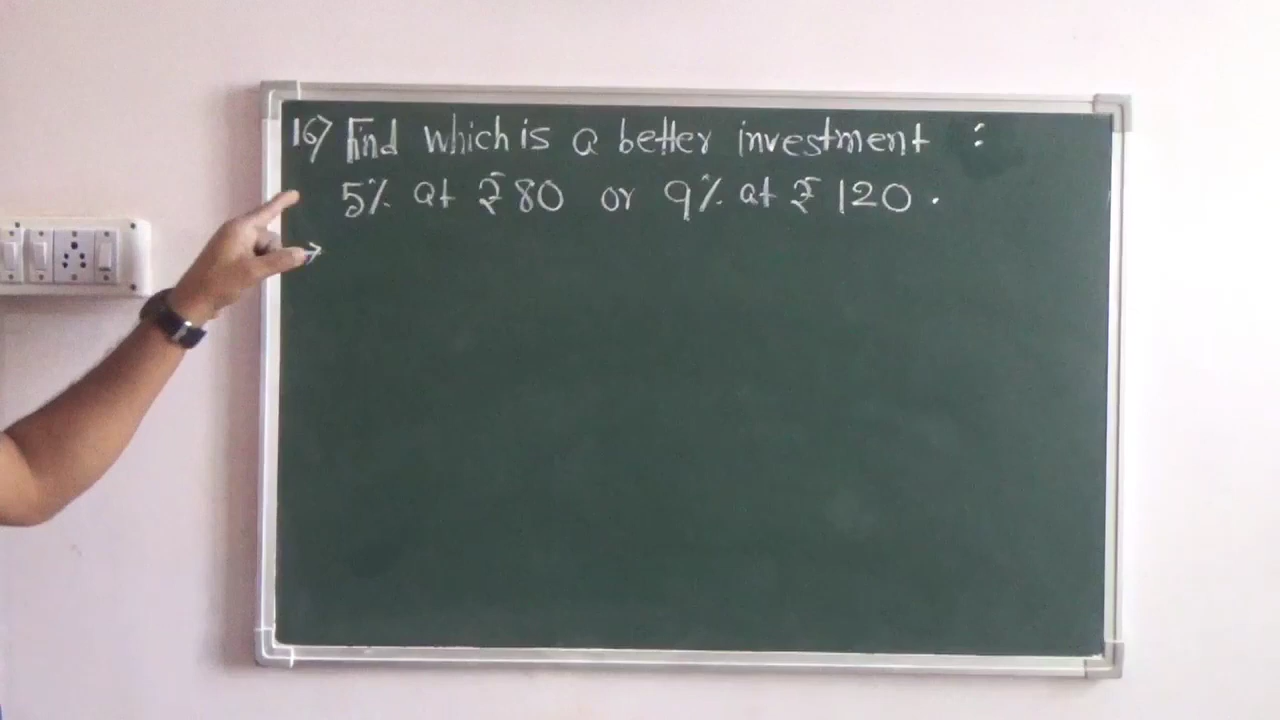 16) Find which is a better investment :
5% at ₹80 or 9% at ₹120 .
→